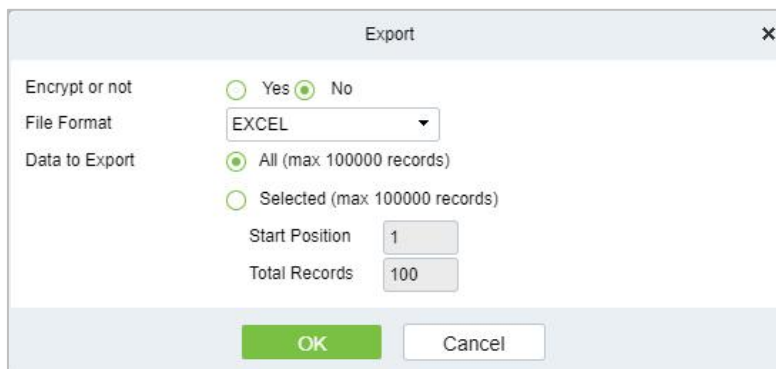 Export
Encrypt or not Yes No
File Format EXCEL
Data to Export All (max 100000 records)
Selected (max 100000 records)
Start Position 1
Total Records 100
OK Cancel